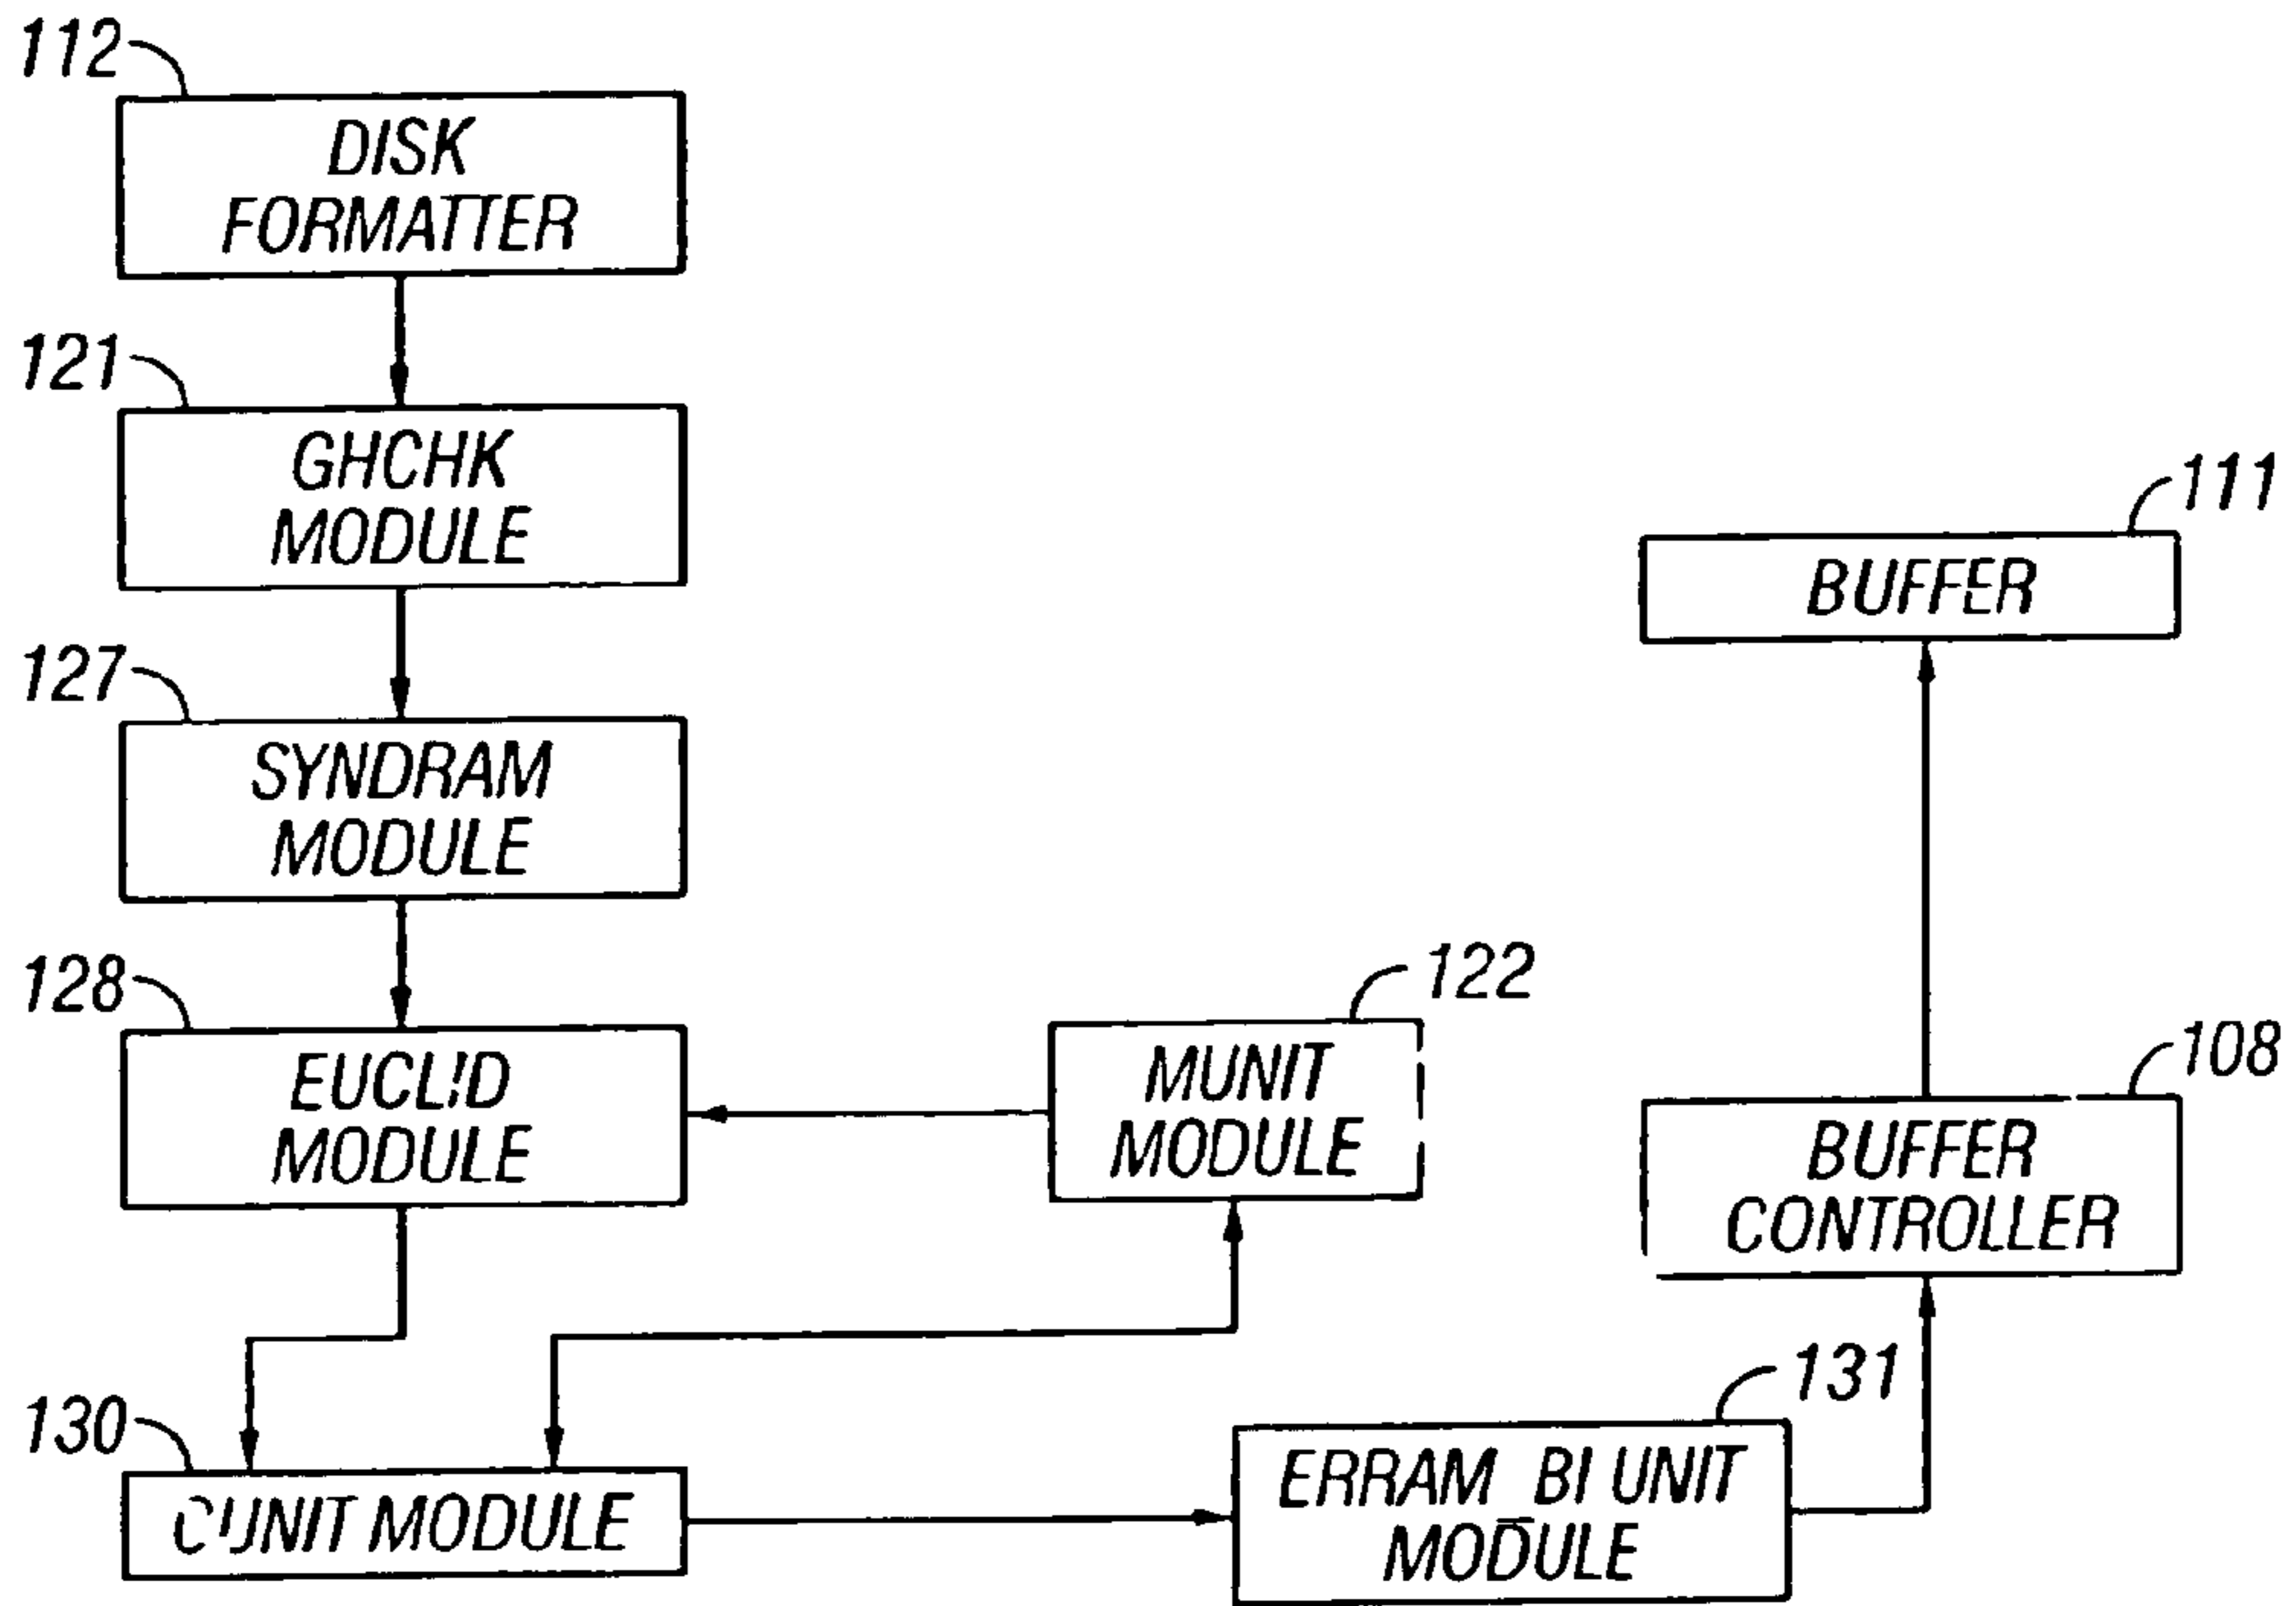 112
DISK
FORMATTER
121
GHCHK
MODULE
127
SYNDRAM
MODULE
128
EUCLID
MODULE
122
MUNIT
MODULE
130
CUNIT MODULE
131
ERRAM BI UNIT
MODULE
108
BUFFER
CONTROLLER
111
BUFFER